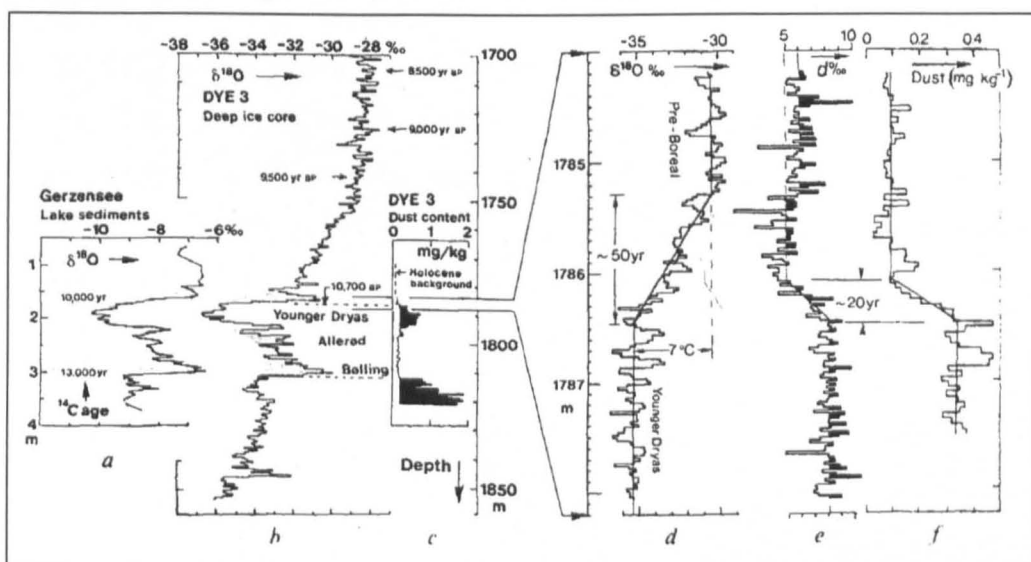 -38 -36 -34 -32 -30 -28 ‰
δ¹⁸O
DYE 3
Deep ice core
8,500 yr BP
9,000 yr BP
9,500 yr BP
1700
1750
1800
1850
m
Gerzensee
Lake sediments
-10 -8 -6‰
δ¹⁸O
1
2
3
4
m
10,000 yr
13,000 yr
¹⁴C age
a
10,700 BP
Younger Dryas
Allerød
Bølling
b
DYE 3
Dust content
0 1 2
mg/kg
Holocene
background
Depth
c
-35 -30
δ¹⁸O ‰
Pre-Boreal
1785
1786
1787
m
~50yr
7°C
Younger Dryas
d
5 10
d‰
~20yr
e
0 0·2 0·4
Dust (mg kg⁻¹)
f